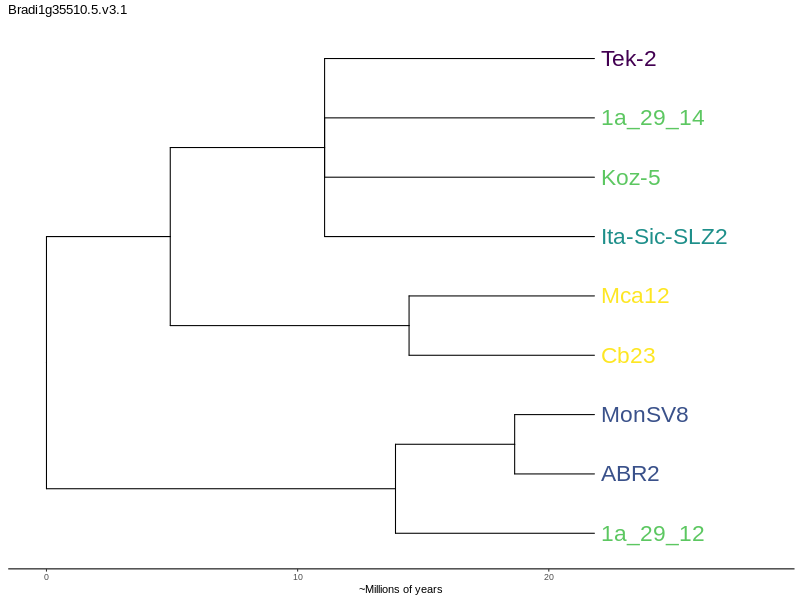 Bradi1g35510.5.v3.1
Tek-2
1a_29_14
Koz-5
Ita-Sic-SLZ2
Mca12
Cb23
MonSV8
ABR2
1a_29_12
0 10 20
~Millions of years